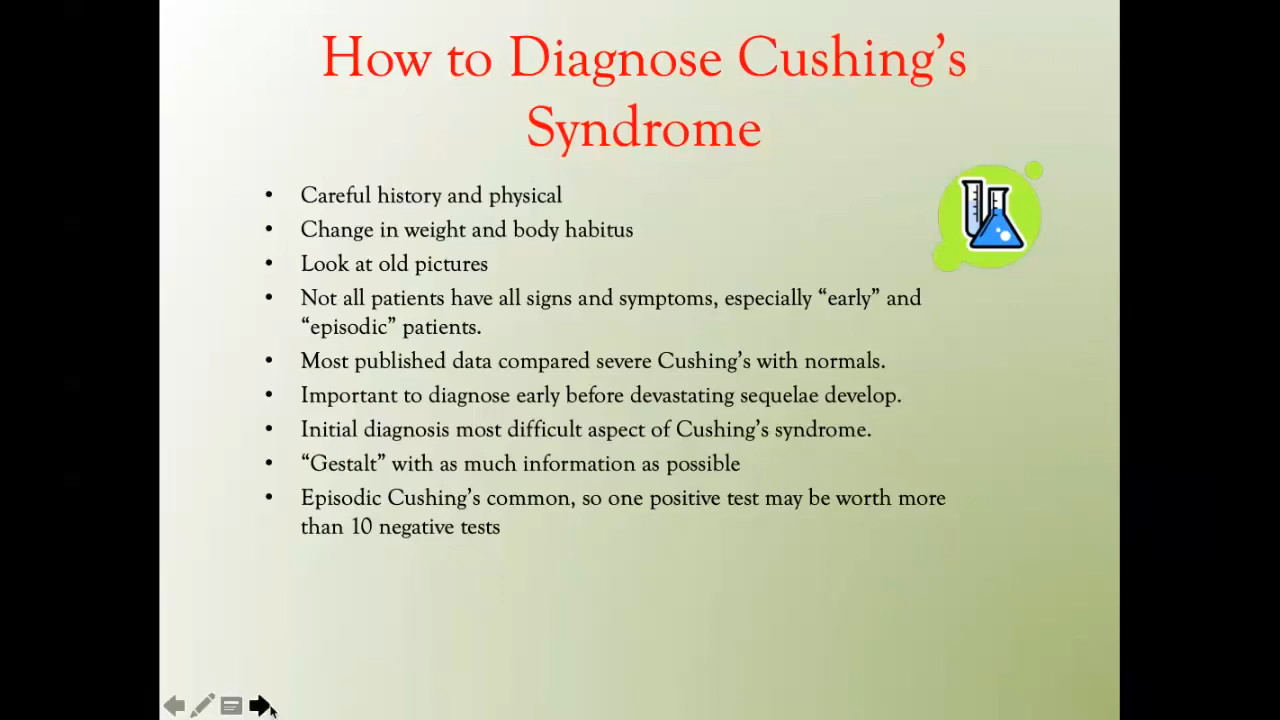 How to Diagnose Cushing’s
Syndrome
• Careful history and physical
• Change in weight and body habitus
• Look at old pictures
• Not all patients have all signs and symptoms, especially “early” and
“episodic” patients.
• Most published data compared severe Cushing’s with normals.
• Important to diagnose early before devastating sequelae develop.
• Initial diagnosis most difficult aspect of Cushing’s syndrome.
• “Gestalt” with as much information as possible
• Episodic Cushing’s common, so one positive test may be worth more
than 10 negative tests